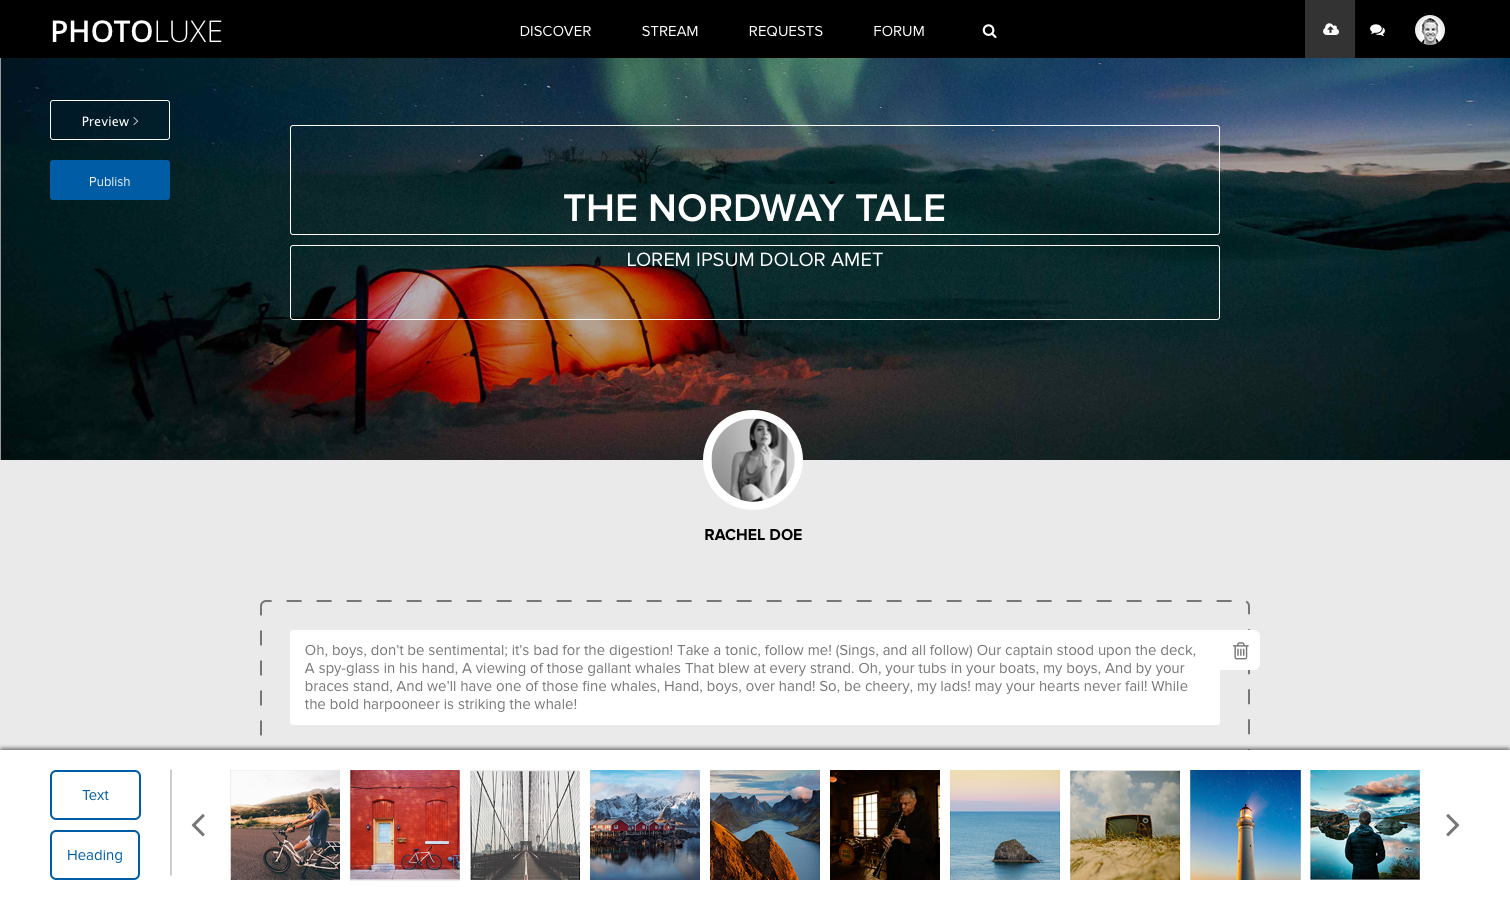 PHOTOLUXE
DISCOVER
STREAM
REQUESTS
FORUM
Preview >
Publish
THE NORDWAY TALE
LOREM IPSUM DOLOR AMET
RACHEL DOE
Oh, boys, don't be sentimental; it's bad for the digestion! Take a tonic, follow me! (Sings, and all follow) Our captain stood upon the deck,
A spy-glass in his hand, A viewing of those gallant whales That blew at every strand. Oh, your tubs in your boats, my boys, And by your
braces stand, And we'll have one of those fine whales, Hand, boys, over hand! So, be cheery, my lads! may your hearts never fail! While
the bold harpooneer is striking the whale!
Text
Heading